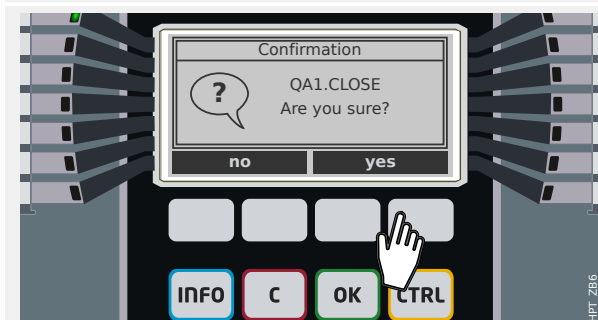 Confirmation
?
QA1.CLOSE
Are you sure?
no yes
INFO C OK CTRL
HPT_ZB6